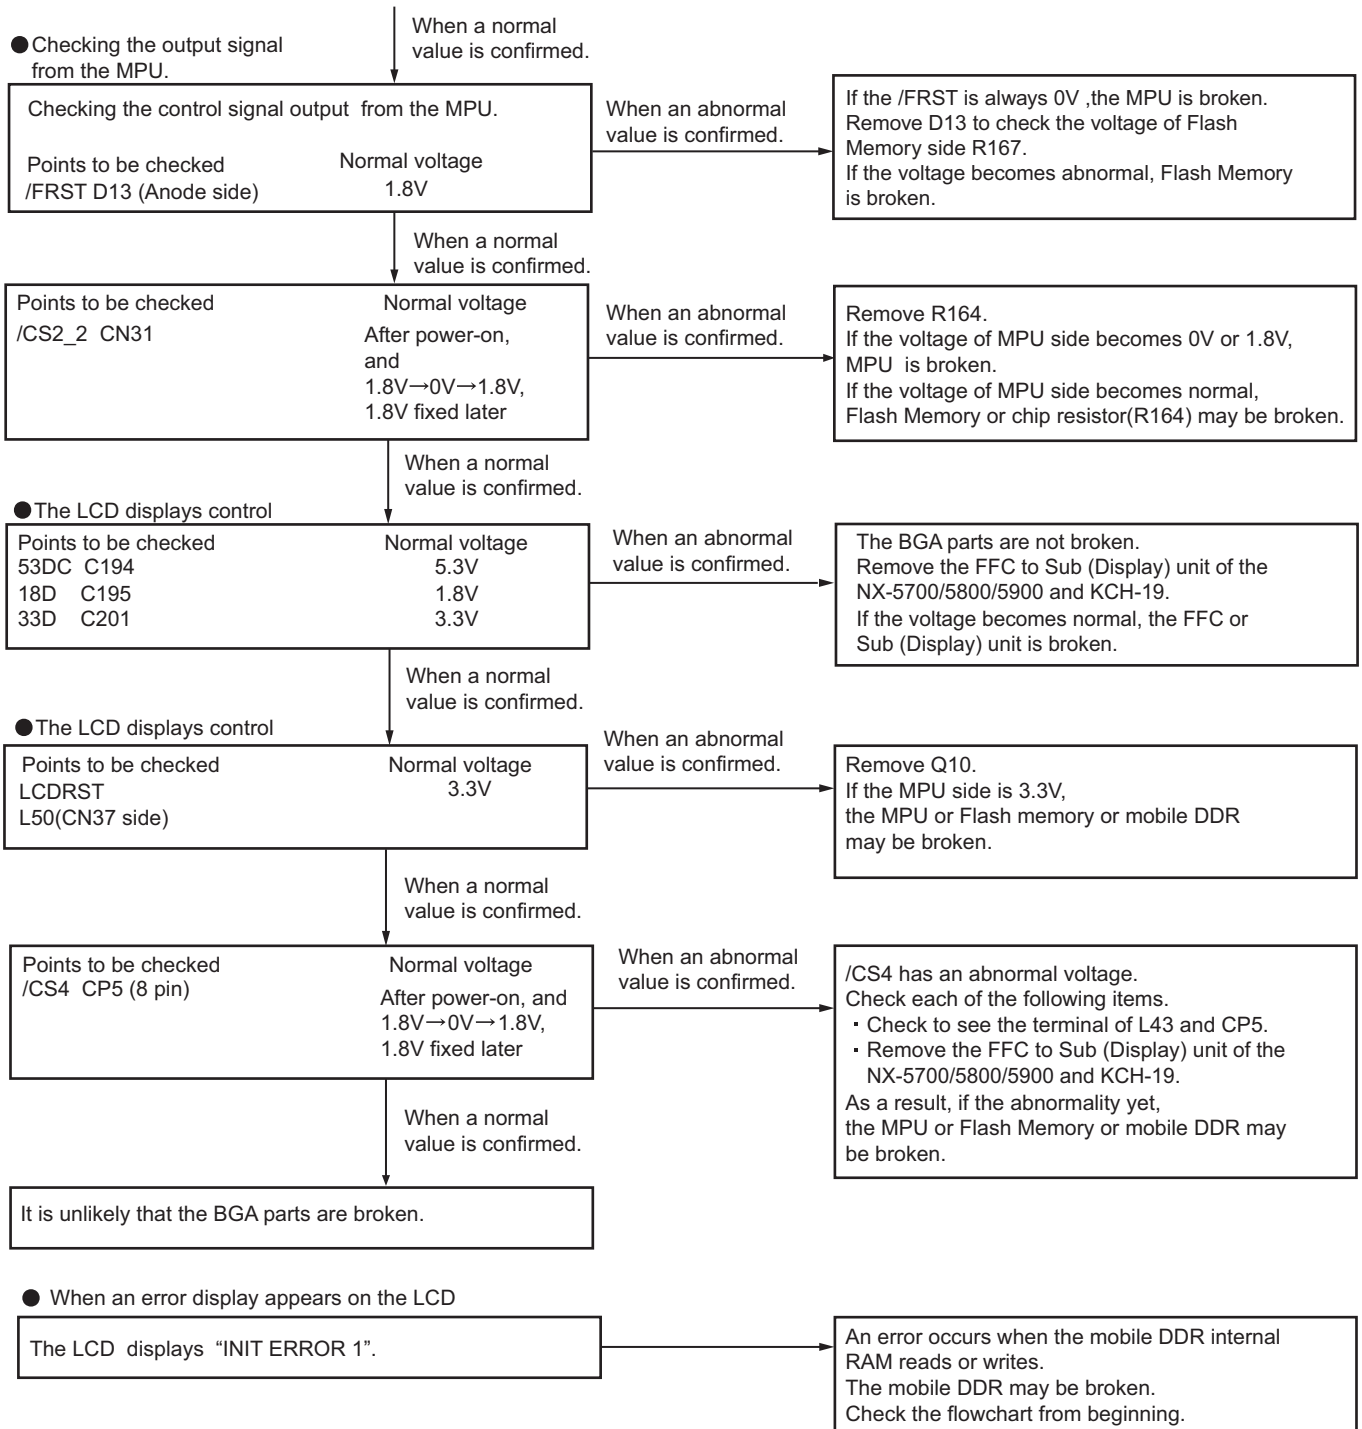 When a normal
value is confirmed.
●Checking the output signal
from the MPU.
Checking the control signal output from the MPU.
Points to be checked Normal voltage
/FRST D13 (Anode side) 1.8V
When an abnormal
value is confirmed.
If the /FRST is always 0V ,the MPU is broken.
Remove D13 to check the voltage of Flash
Memory side R167.
If the voltage becomes abnormal, Flash Memory
is broken.
When a normal
value is confirmed.
Points to be checked Normal voltage
/CS2_2 CN31 After power-on,
and
1.8V→0V→1.8V,
1.8V fixed later
When an abnormal
value is confirmed.
Remove R164.
If the voltage of MPU side becomes 0V or 1.8V,
MPU is broken.
If the voltage of MPU side becomes normal,
Flash Memory or chip resistor(R164) may be broken.
When a normal
value is confirmed.
●The LCD displays control
Points to be checked Normal voltage
53DC C194 5.3V
18D C195 1.8V
33D C201 3.3V
When an abnormal
value is confirmed.
The BGA parts are not broken.
Remove the FFC to Sub (Display) unit of the
NX-5700/5800/5900 and KCH-19.
If the voltage becomes normal, the FFC or
Sub (Display) unit is broken.
When a normal
value is confirmed.
●The LCD displays control
Points to be checked Normal voltage
LCDRST 3.3V
L50(CN37 side)
When an abnormal
value is confirmed.
Remove Q10.
If the MPU side is 3.3V,
the MPU or Flash memory or mobile DDR
may be broken.
When a normal
value is confirmed.
Points to be checked Normal voltage
/CS4 CP5 (8 pin) After power-on, and
1.8V→0V→1.8V,
1.8V fixed later
When an abnormal
value is confirmed.
/CS4 has an abnormal voltage.
Check each of the following items.
・Check to see the terminal of L43 and CP5.
・Remove the FFC to Sub (Display) unit of the
NX-5700/5800/5900 and KCH-19.
As a result, if the abnormality yet,
the MPU or Flash Memory or mobile DDR may
be broken.
When a normal
value is confirmed.
It is unlikely that the BGA parts are broken.
● When an error display appears on the LCD
The LCD displays “INIT ERROR 1”.
An error occurs when the mobile DDR internal
RAM reads or writes.
The mobile DDR may be broken.
Check the flowchart from beginning.